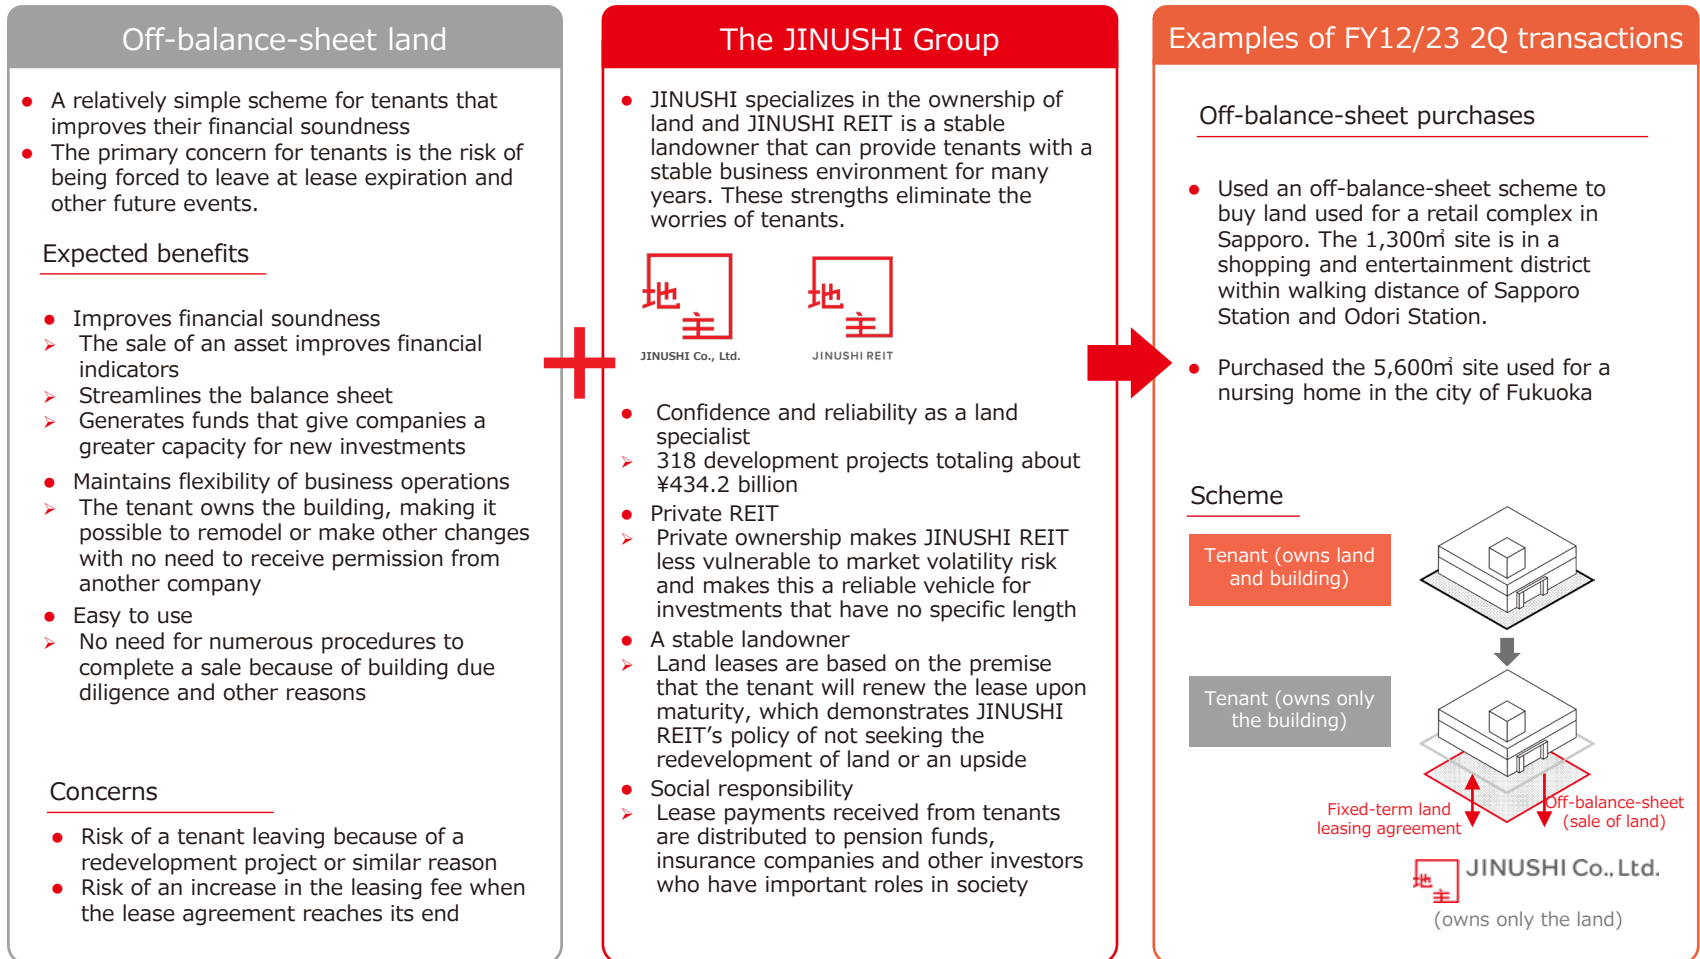 Off-balance-sheet land
● A relatively simple scheme for tenants that
improves their financial soundness
● The primary concern for tenants is the risk of
being forced to leave at lease expiration and
other future events.
Expected benefits
● Improves financial soundness
➢ The sale of an asset improves financial
indicators
➢ Streamlines the balance sheet
➢ Generates funds that give companies a
greater capacity for new investments
● Maintains flexibility of business operations
➢ The tenant owns the building, making it
possible to remodel or make other changes
with no need to receive permission from
another company
● Easy to use
➢ No need for numerous procedures to
complete a sale because of building due
diligence and other reasons
Concerns
● Risk of a tenant leaving because of a
redevelopment project or similar reason
● Risk of an increase in the leasing fee when
the lease agreement reaches its end
The JINUSHI Group
● JINUSHI specializes in the ownership of
land and JINUSHI REIT is a stable
landowner that can provide tenants with a
stable business environment for many
years. These strengths eliminate the
worries of tenants.
地主
JINUSHI Co., Ltd.
地主
JINUSHI REIT
● Confidence and reliability as a land
specialist
➢ 318 development projects totaling about
¥434.2 billion
● Private REIT
➢ Private ownership makes JINUSHI REIT
less vulnerable to market volatility risk
and makes this a reliable vehicle for
investments that have no specific length
● A stable landowner
➢ Land leases are based on the premise
that the tenant will renew the lease upon
maturity, which demonstrates JINUSHI
REIT's policy of not seeking the
redevelopment of land or an upside
● Social responsibility
➢ Lease payments received from tenants
are distributed to pension funds,
insurance companies and other investors
who have important roles in society
Examples of FY12/23 2Q transactions
Off-balance-sheet purchases
● Used an off-balance-sheet scheme to
buy land used for a retail complex in
Sapporo. The 1,300㎡ site is in a
shopping and entertainment district
within walking distance of Sapporo
Station and Odori Station.
● Purchased the 5,600㎡ site used for a
nursing home in the city of Fukuoka
Scheme
Tenant (owns land
and building)
Tenant (owns only
the building)
Fixed-term land
leasing agreement
Off-balance-sheet
(sale of land)
地主
JINUSHI Co., Ltd.
(owns only the land)